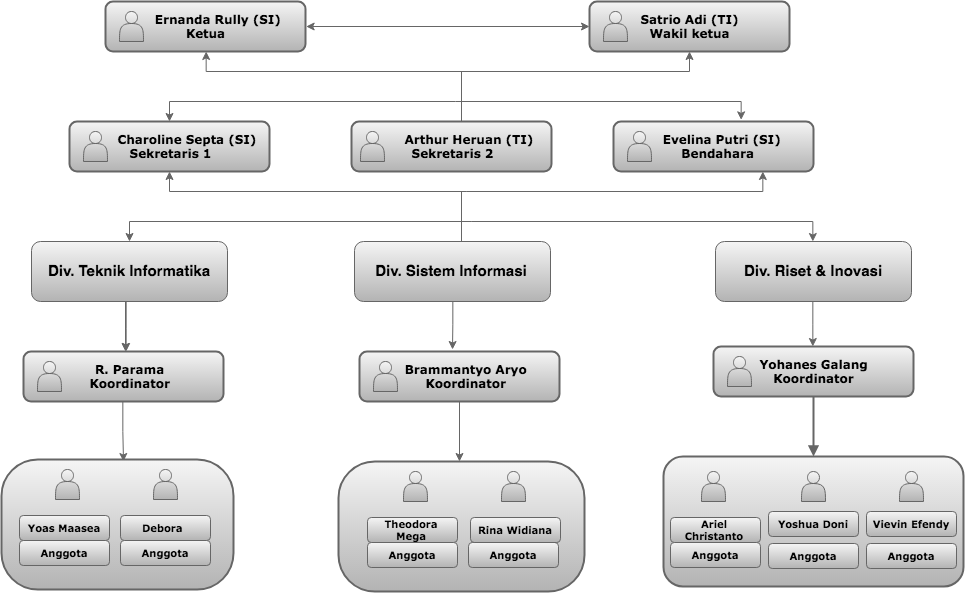 Ernanda Rully (SI)
Ketua
Satrio Adi (TI)
Wakil ketua
Charoline Septa (SI)
Sekretaris 1
Arthur Heruan (TI)
Sekretaris 2
Evelina Putri (SI)
Bendahara
Div. Teknik Informatika
Div. Sistem Informasi
Div. Riset & Inovasi
R. Parama
Koordinator
Brammantyo Aryo
Koordinator
Yohanes Galang
Koordinator
Yoas Maasea
Anggota
Debora
Anggota
Theodora
Mega
Anggota
Rina Widiana
Anggota
Ariel
Christanto
Anggota
Yoshua Doni
Anggota
Vievin Efendy
Anggota